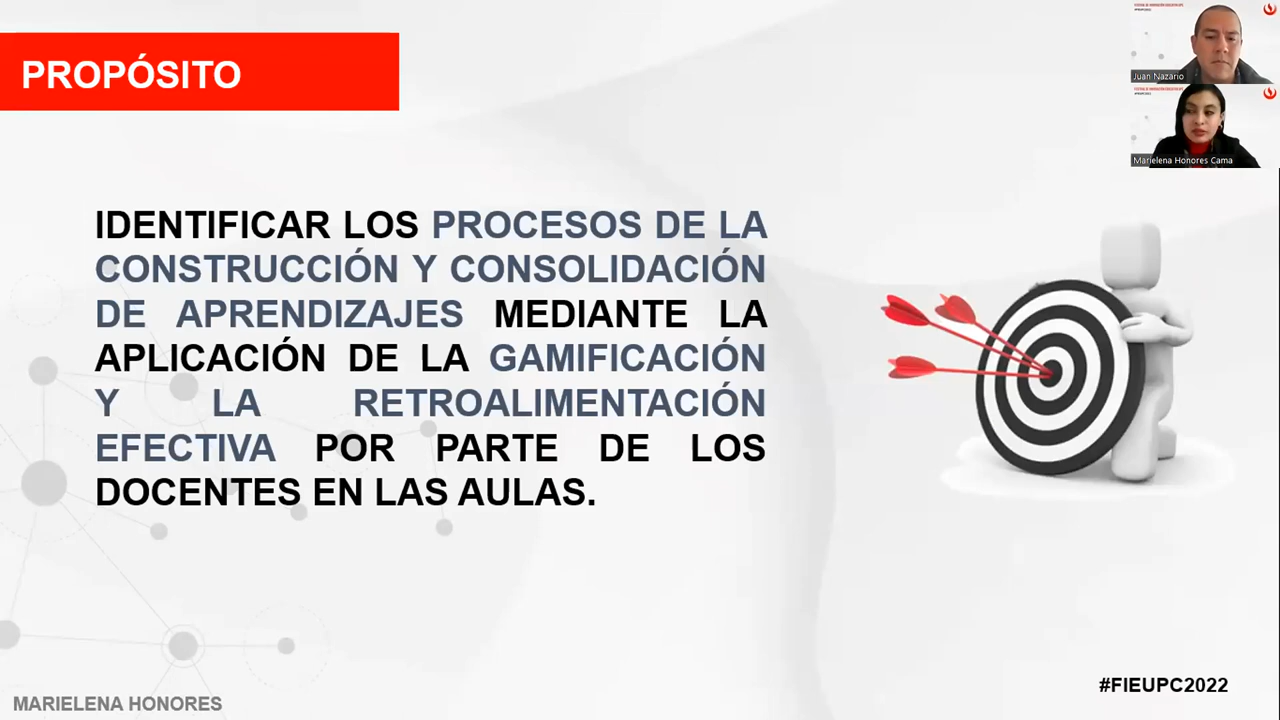 PROPÓSITO
Juan Nazario
Marielena Honores Cama
IDENTIFICAR LOS PROCESOS DE LA
CONSTRUCCIÓN Y CONSOLIDACIÓN
DE APRENDIZAJES MEDIANTE LA
APLICACIÓN DE LA GAMIFICACIÓN
Y LA RETROALIMENTACIÓN
EFECTIVA POR PARTE DE LOS
DOCENTES EN LAS AULAS.
#FIEUPC2022
MARIELENA HONORES